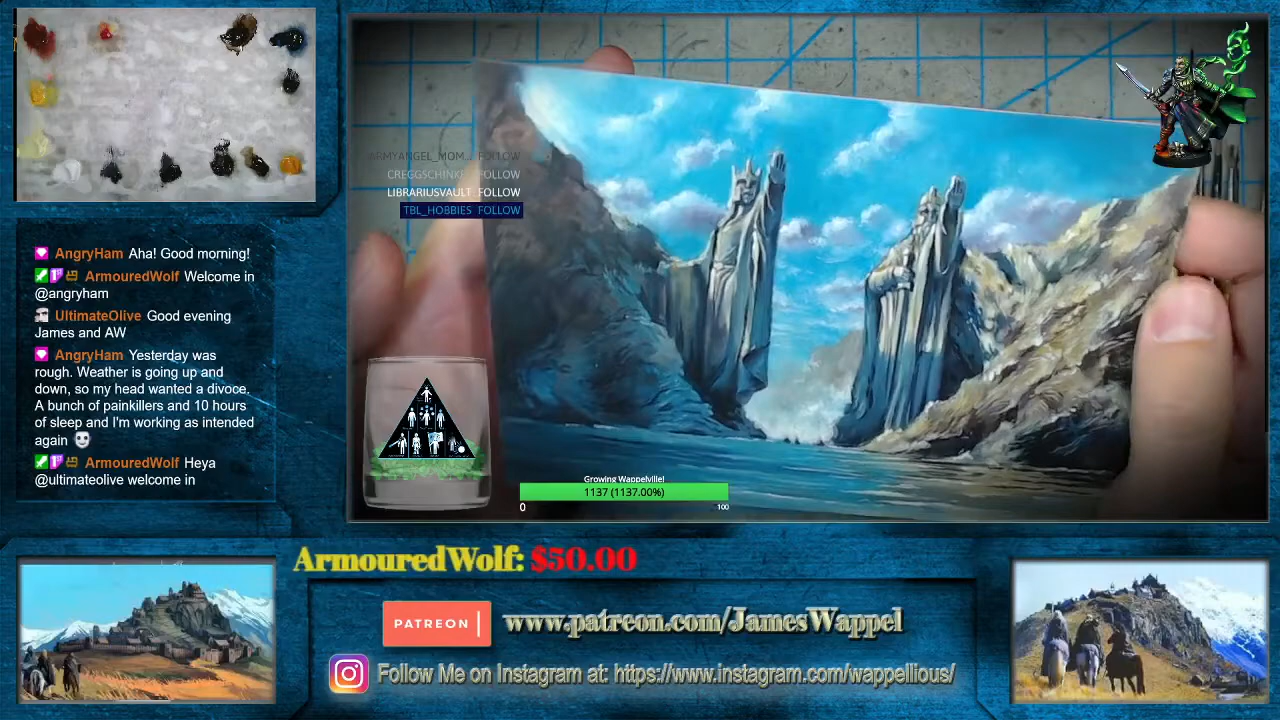 ARMYANGEL_MOM... FOLLOW
CREGGSCHINKE FOLLOW
LIBRARIUSVAULT FOLLOW
TBL_HOBBIES FOLLOW
AngryHam Aha! Good morning!
ArmouredWolf Welcome in
@angryham
UltimateOlive Good evening
James and AW
AngryHam Yesterday was
rough. Weather is going up and
down, so my head wanted a divoce.
A bunch of painkillers and 10 hours
of sleep and I'm working as intended
again
ArmouredWolf Heya
@ultimateolive welcome in
Growing Wappelville!
1137 (1137.00%)
0 100
ArmouredWolf: $50.00
PATREON www.patreon.com/JamesWappel
Follow Me on Instagram at: https://www.instagram.com/wappellious/